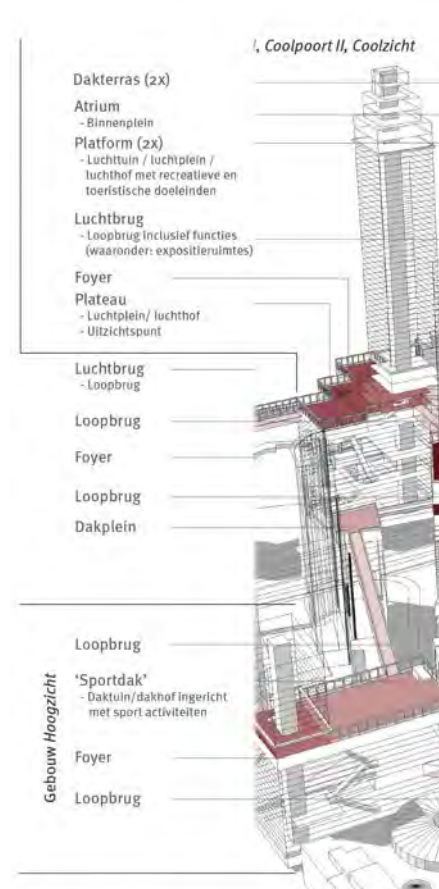 , Coolpoort II, Coolzicht
Dakterras (2x)
Atrium
- Binnenplein
Platform (2x)
- Luchttuin / luchtplein /
luchthof met recreatieve en
toeristische doeleinden
Luchtbrug
- Loopbrug inclusief functies
(waaronder: expositieruimtes)
Foyer
Plateau
- Luchtplein/ luchthof
- Uitzichtspunt
Luchtbrug
- Loopbrug
Loopbrug
Foyer
Loopbrug
Dakplein
Gebouw Hoogzicht
Loopbrug
‘Sportdak’
- Daktuin/dakhof ingericht
met sport activiteiten
Foyer
Loopbrug